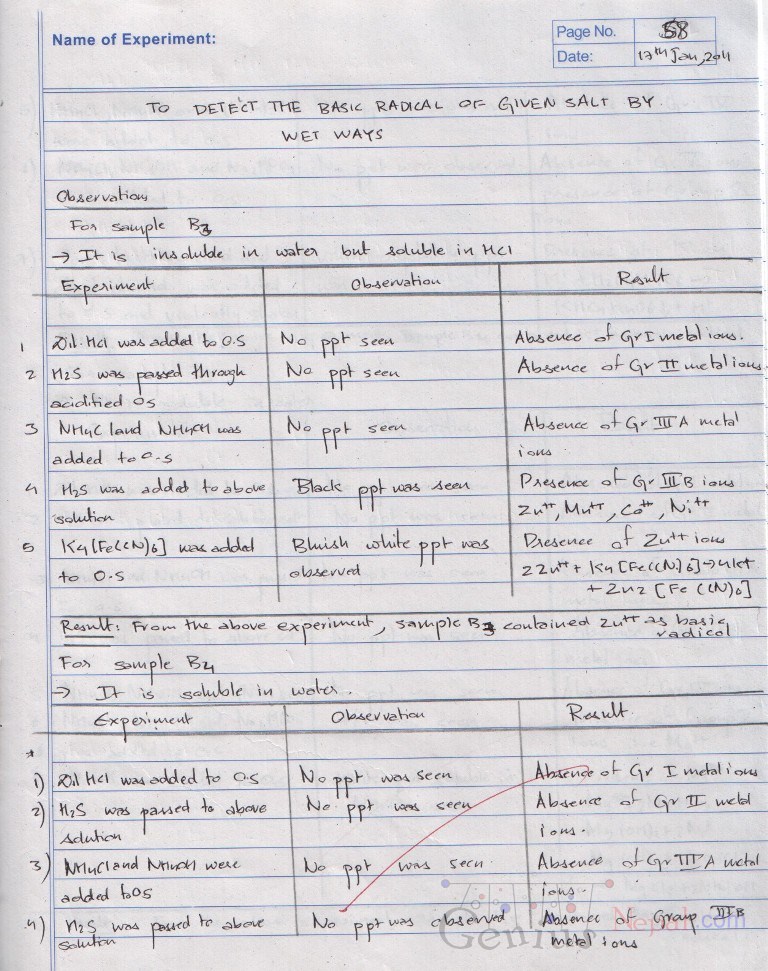 Name of Experiment:
Page No. 58
Date: 17th Jan, 2011
TO DETECT THE BASIC RADICAL OF GIVEN SALT BY.
WET WAYS
Observation
For sample B3
→ It is insoluble in water but soluble in HCl
Experiment Observation Result
1 Dil. HCl was added to O.S No ppt seen Absence of Gr I metal ions.
2 H2S was passed through No ppt seen Absence of Gr II metal ions
acidified OS
3 NH4Cl and NH4OH was No ppt seen Absence of Gr III A metal
added to O.S ions.
4 H2S was added to above Black ppt was seen Presence of Gr IIIB ions
solution Zn++, Mn++, Co++, Ni++
5 K4[Fe(CN)6] was added Bluish white ppt was Presence of Zn++ ions
to O.S observed 2Zn++ + K4[Fe(CN)6] → 4K+
+ Zn2[Fe(CN)6]
Result: From the above experiment, sample B3 contained Zn++ as basic
radicol
For sample B4
→ It is soluble in water.
Experiment Observation Result.
*
1) Dil HCl was added to O.S No ppt was seen Absence of Gr I metal ions
2) H2S was passed to above No ppt was seen Absence of Gr II metal
solution ions.
3) NH4Cl and NH4OH were No ppt was seen. Absence of Gr III A metal
added to OS ions.
4) H2S was passed to above No ppt was observed Absence of Group IIIB
solution metal ions
Genius Nepal.com